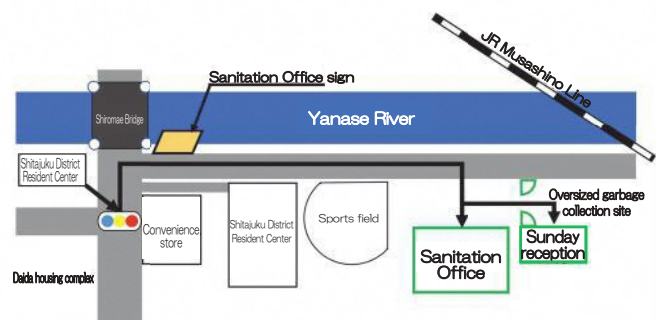 JR Musashino Line
Sanitation Office sign
Shiromae Bridge
Yanase River
Shitajuku District
Resident Center
Oversized garbage
collection site
Convenience
store
Shitajuku District
Resident Center
Sports field
Sanitation
Office
Sunday
reception
Daida housing complex